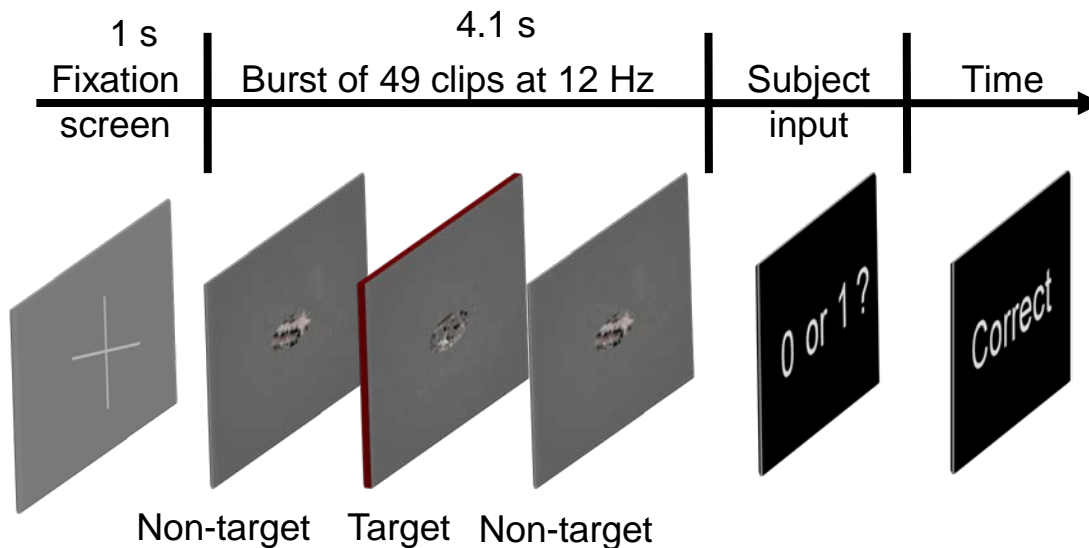 1 s
4.1 s
Fixation
screen
Burst of 49 clips at 12 Hz
Subject
input
Time
0 or 1 ?
Correct
Non-target
Target
Non-target